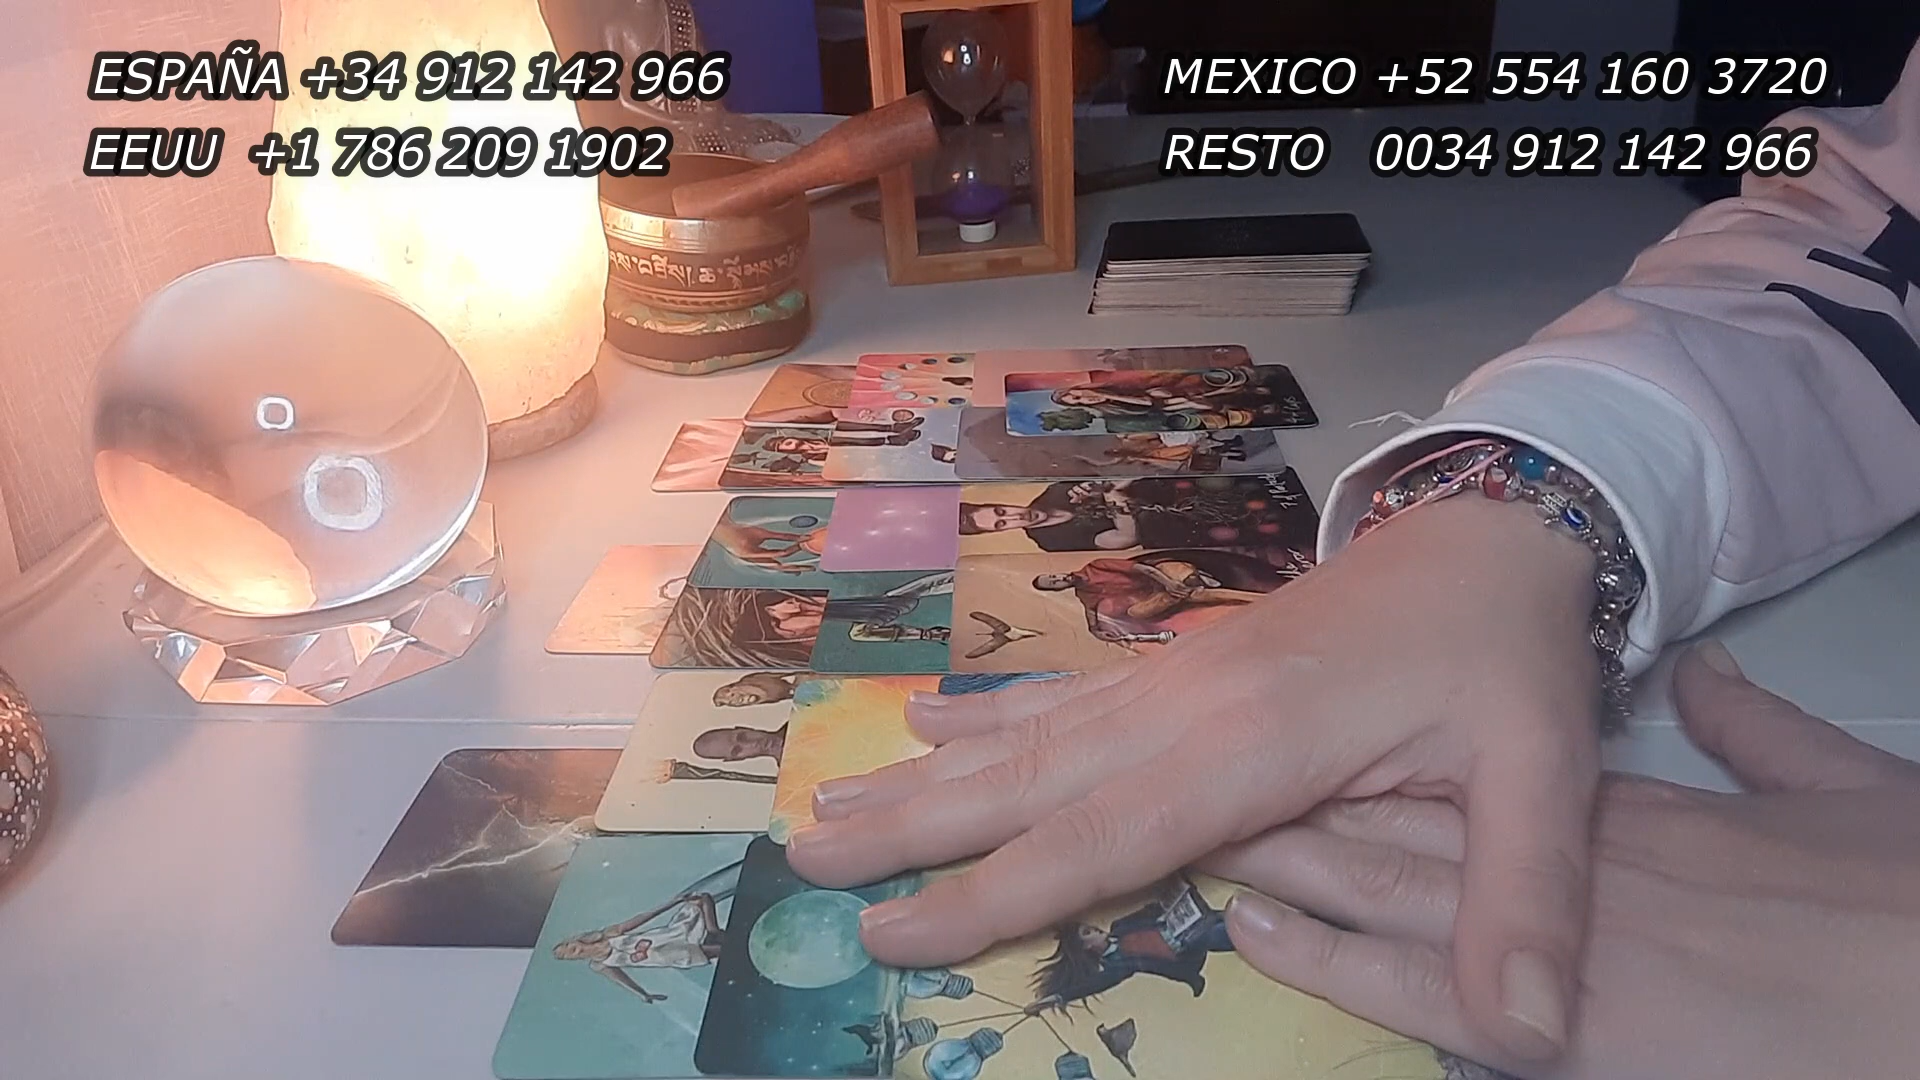 ESPAÑA +34 912 142 966
EEUU +1 786 209 1902
MEXICO +52 554 160 3720
RESTO 0034 912 142 966